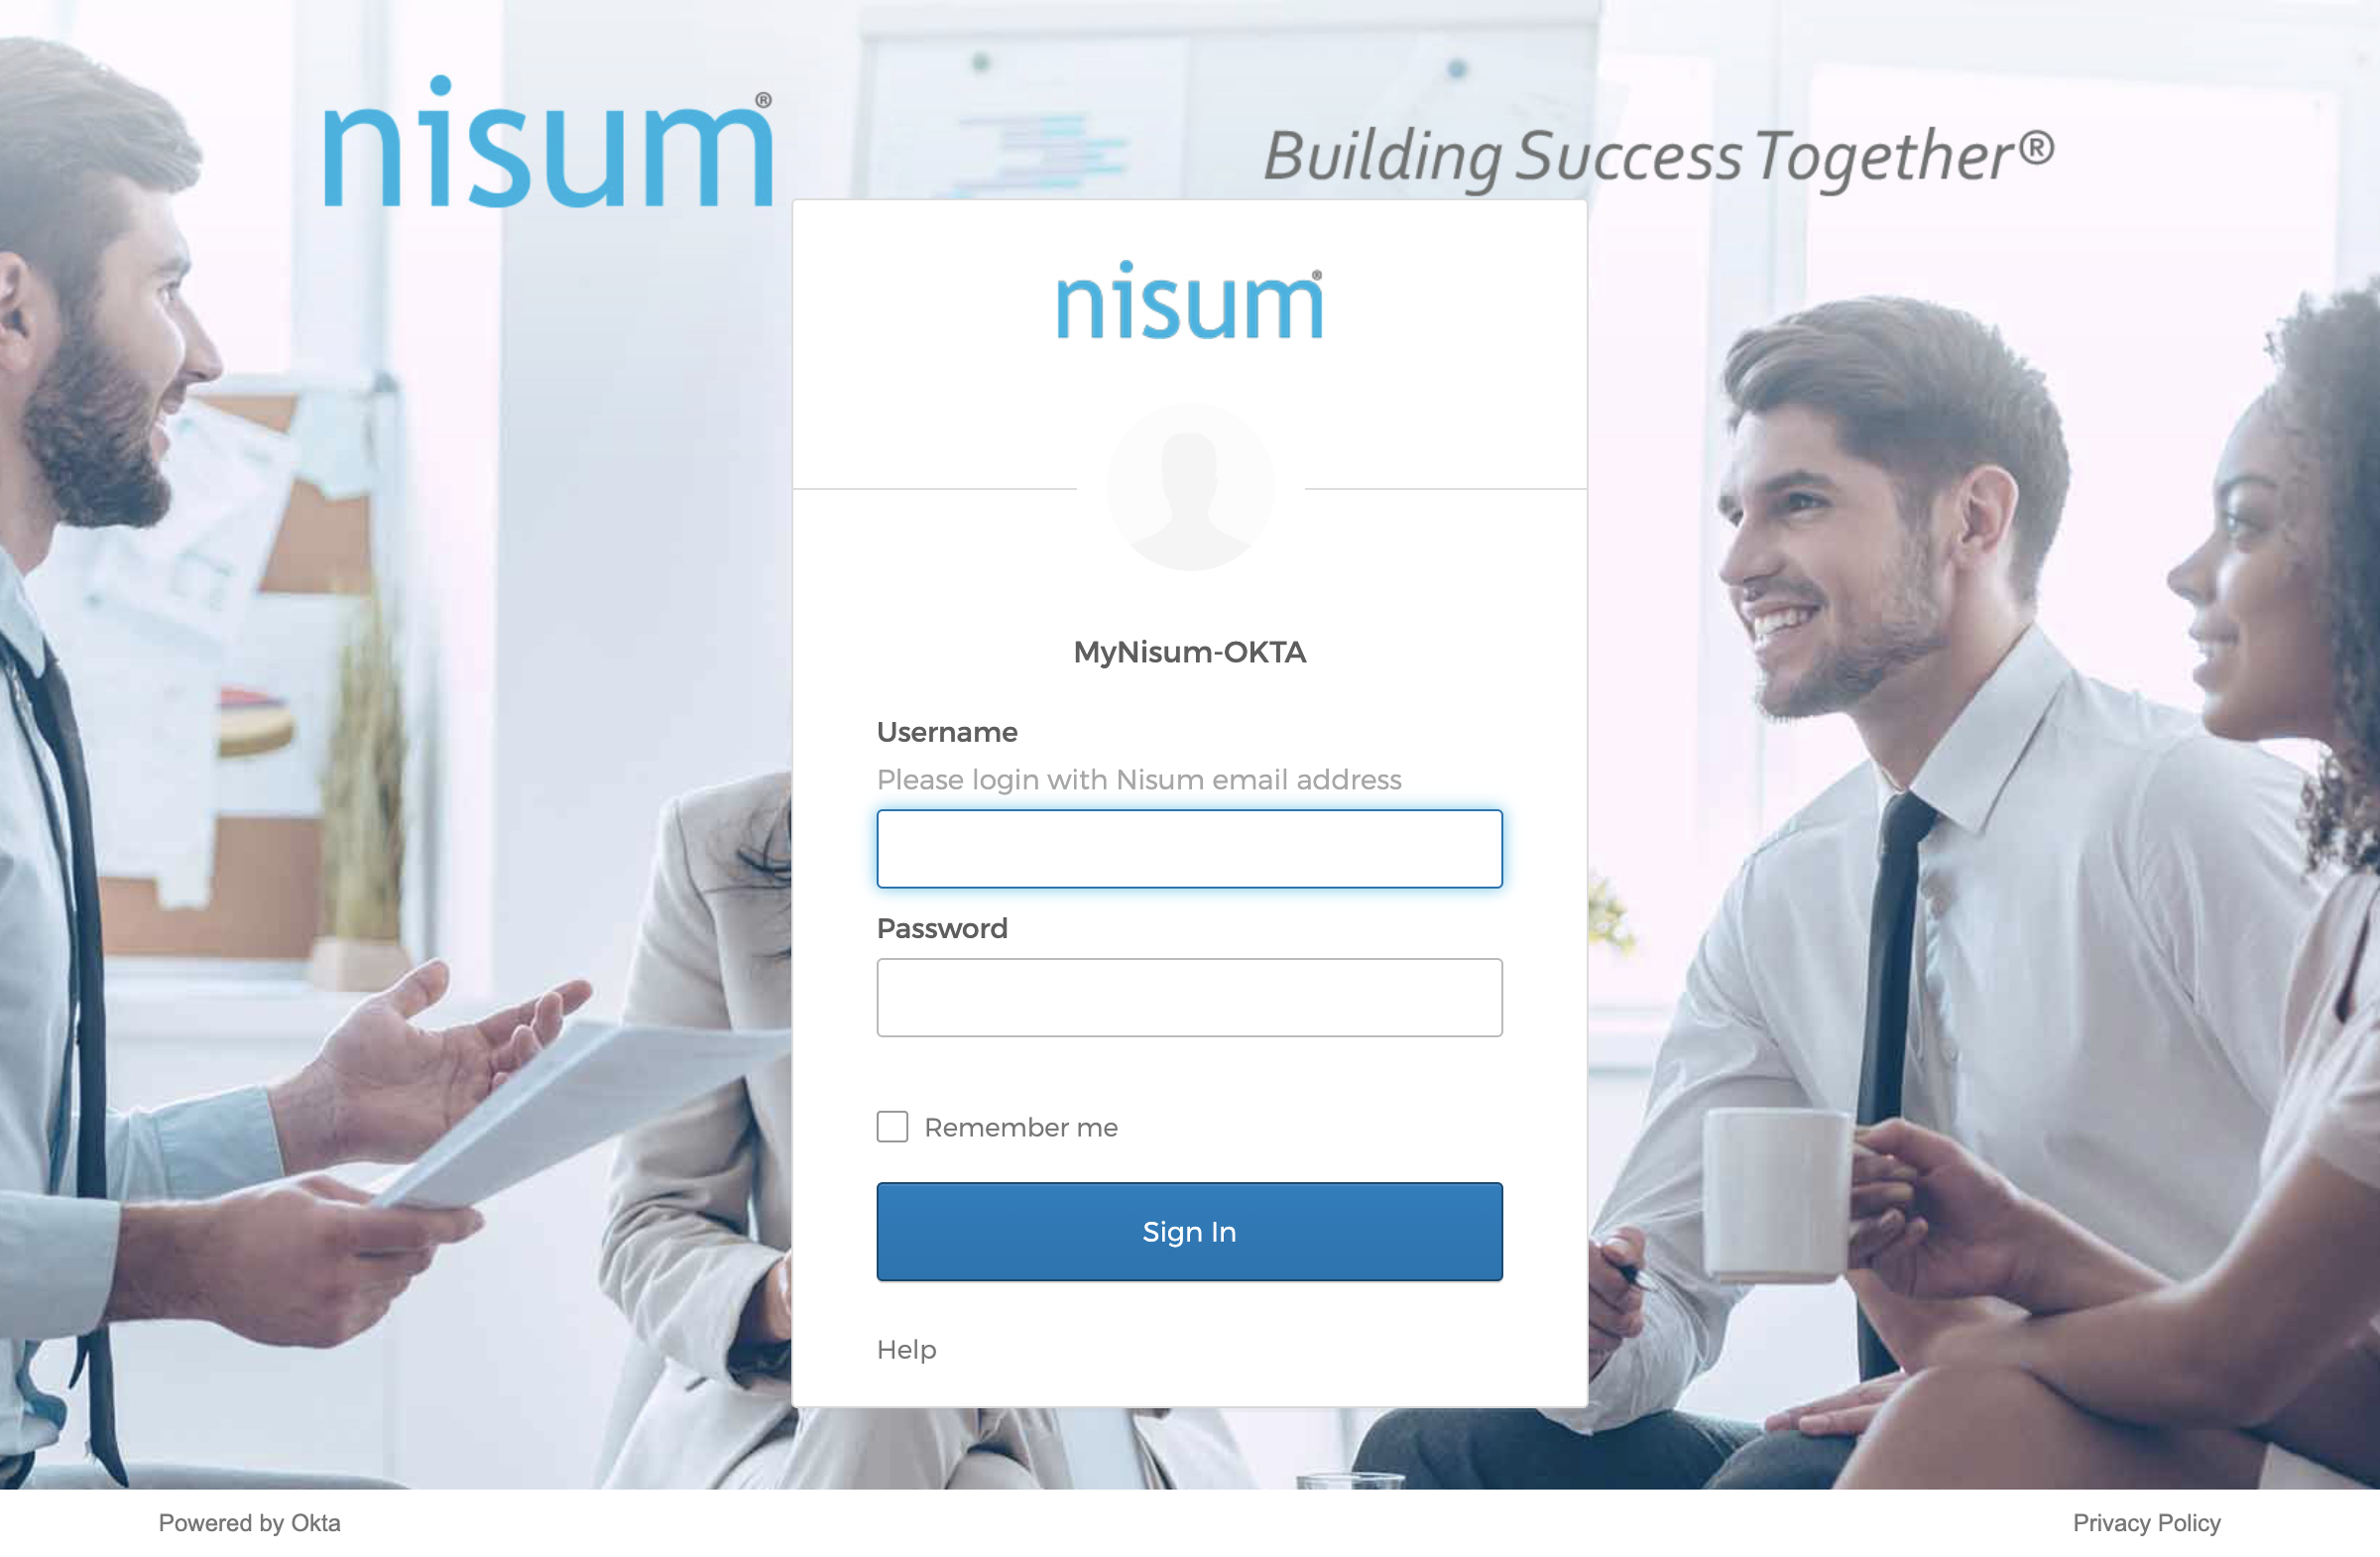 nisum®
Building Success Together®
nisum®
MyNisum-OKTA
Username
Please login with Nisum email address
Password
Remember me
Sign In
Help
Powered by Okta
Privacy Policy